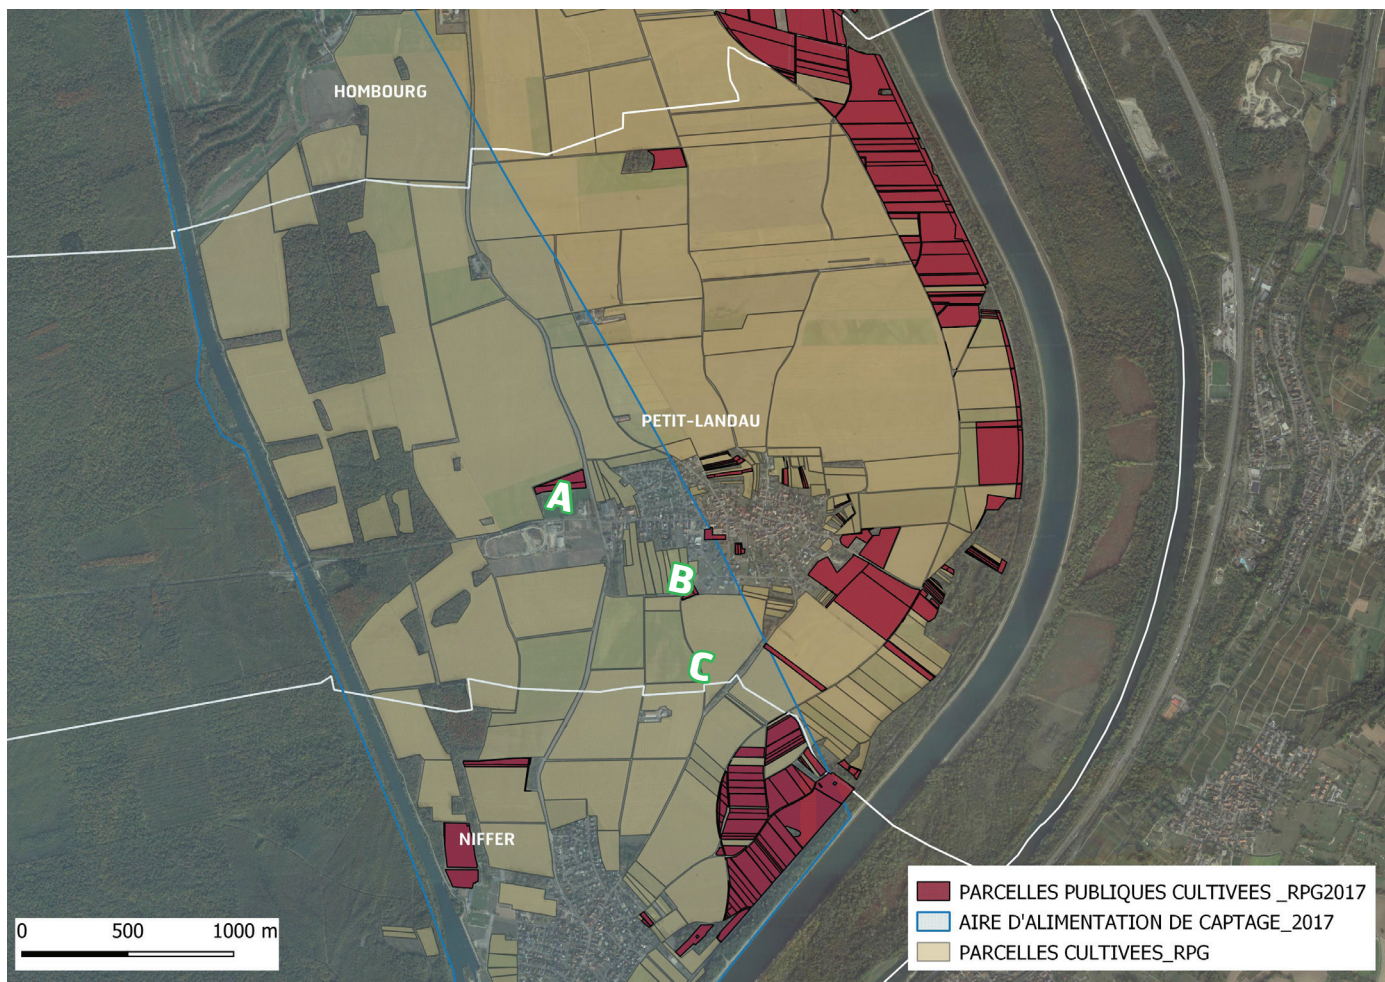 HOMBOURG
PETIT-LANDAU
A
B
C
NIFFER
0 500 1000 m
PARCELLES PUBLIQUES CULTIVEES _RPG2017
AIRE D'ALIMENTATION DE CAPTAGE_2017
PARCELLES CULTIVEES_RPG